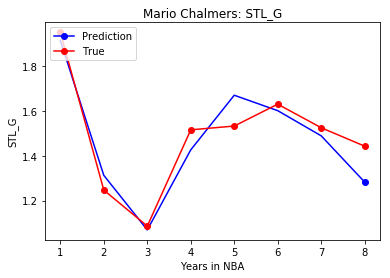 Mario Chalmers: STL_G
Prediction
True
STL_G
1.8
1.6
1.4
1.2
1 2 3 4 5 6 7 8
Years in NBA